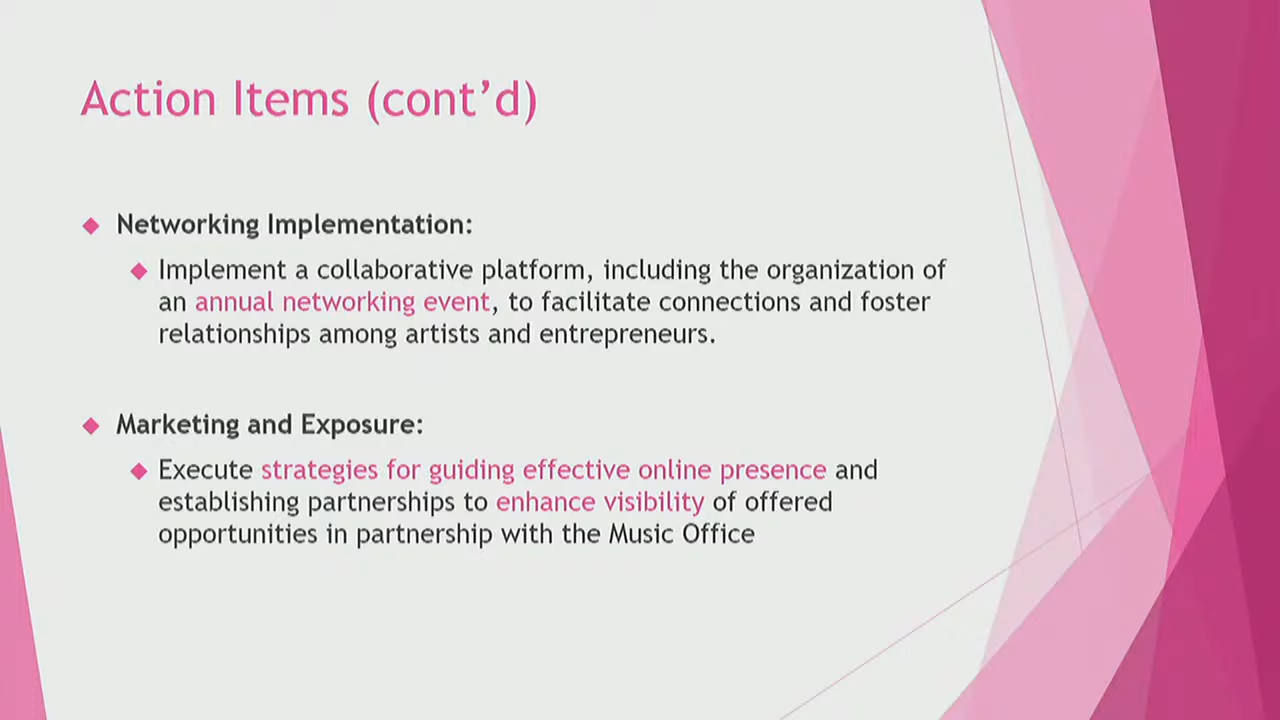 Action Items (cont’d)
Networking Implementation:
Implement a collaborative platform, including the organization of
an annual networking event, to facilitate connections and foster
relationships among artists and entrepreneurs.
Marketing and Exposure:
Execute strategies for guiding effective online presence and
establishing partnerships to enhance visibility of offered
opportunities in partnership with the Music Office